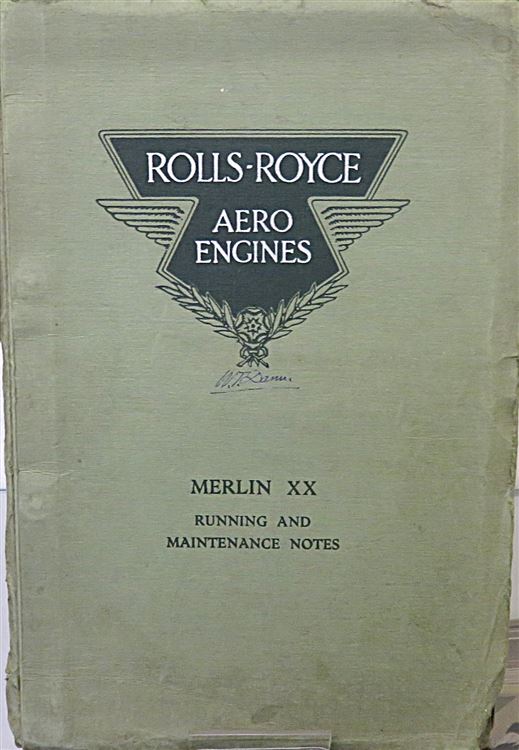 ROLLS-ROYCE
AERO
ENGINES
MERLIN XX
RUNNING AND
MAINTENANCE NOTES